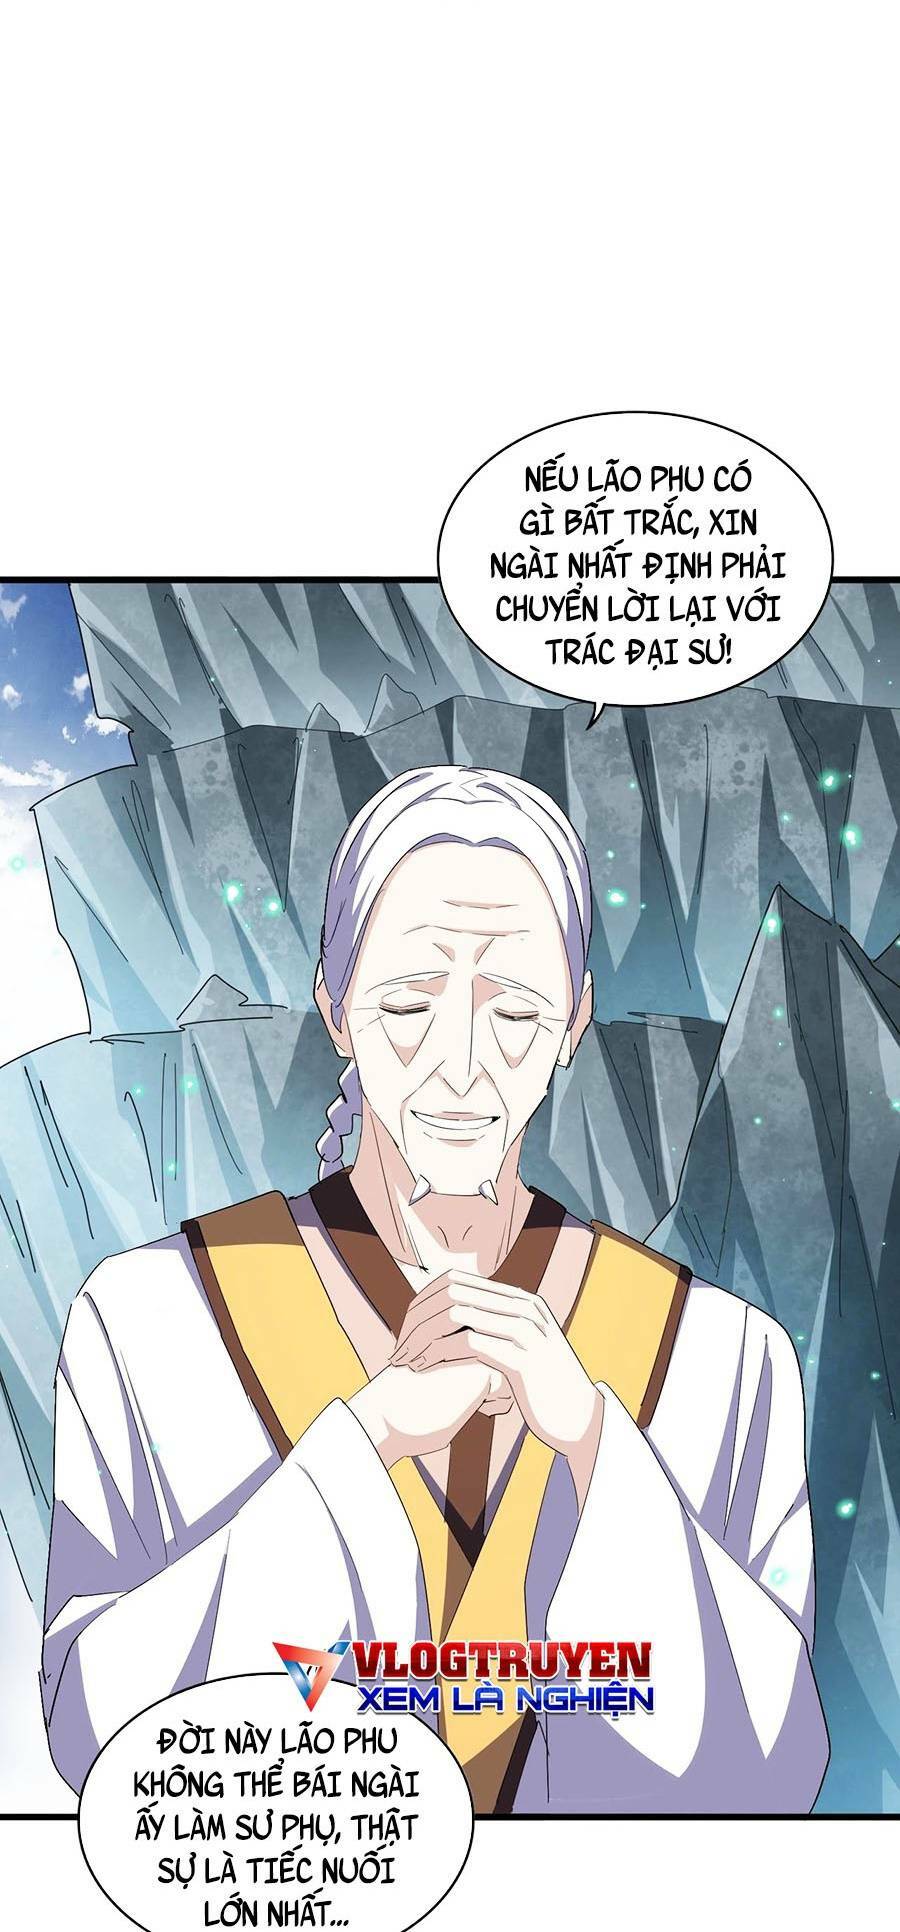 NẾU LÃO PHU CÓ
GÌ BẤT TRẮC, XIN
NGÀI NHẤT ĐỊNH PHẢI
CHUYỂN LỜI LẠI VỚI
TRÁC ĐẠI SƯ!
VLOGTRUYEN
XEM LÀ NGHIỆN
ĐỜI NÀY LÃO PHU
KHÔNG THỂ BÁI NGÀI
ẤY LÀM SƯ PHỤ, THẬT
SỰ LÀ TIẾC NUỐI
LỚN NHẤT...